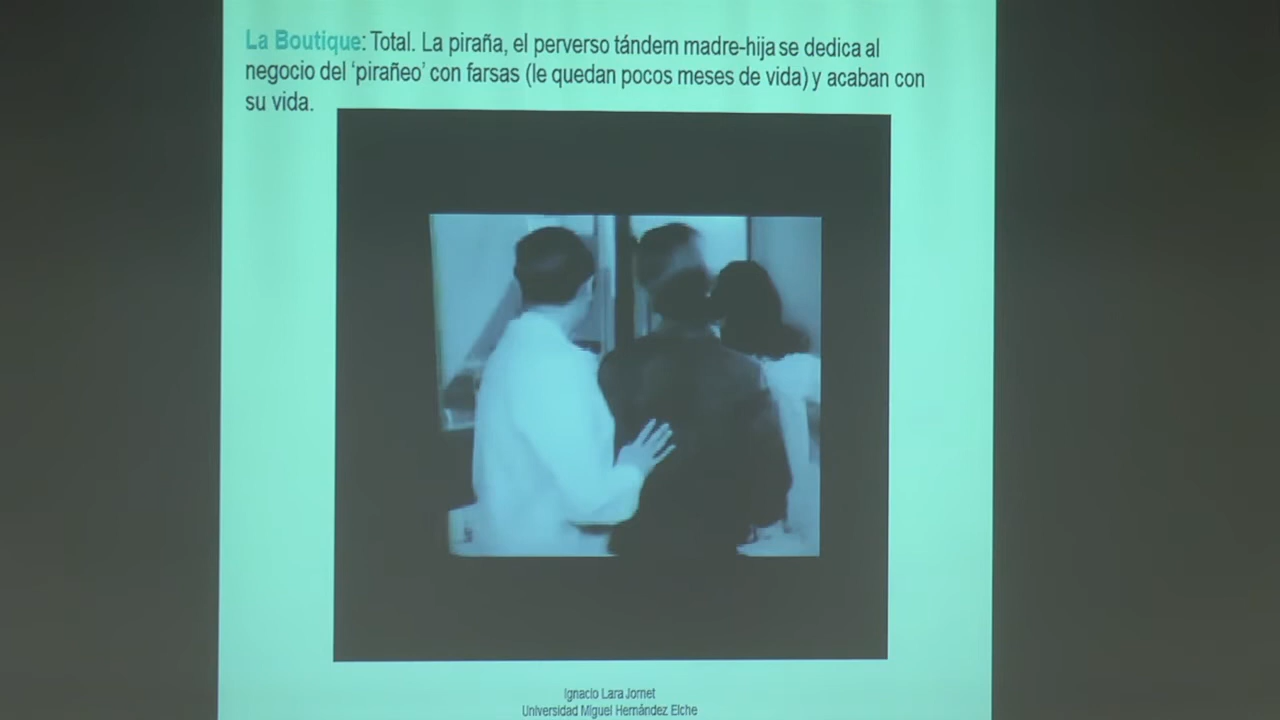 La Boutique: Total. La piraña, el perverso tándem madre-hija se dedica al
negocio del ‘pirañeo’ con farsas (le quedan pocos meses de vida) y acaban con
su vida.
Ignacio Lara Jornet
Universidad Miguel Hernández Elche